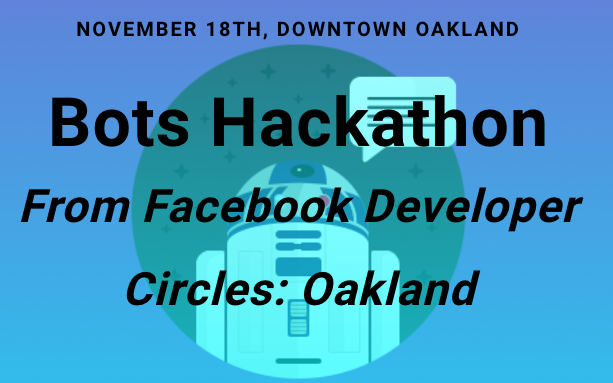 NOVEMBER 18TH, DOWNTOWN OAKLAND
Bots Hackathon
From Facebook Developer
Circles: Oakland